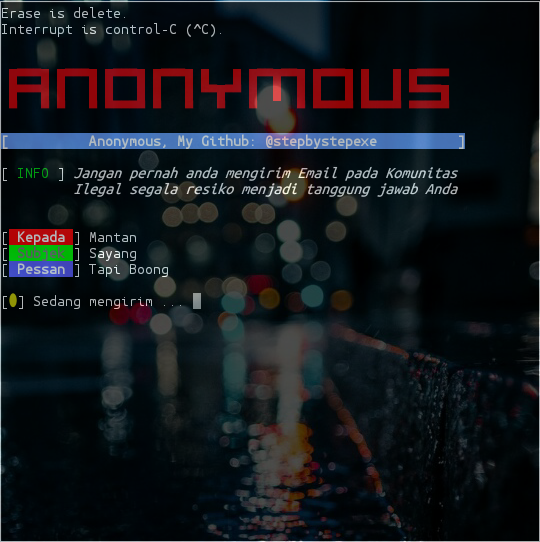 Erase is delete.
Interrupt is control-C (^C).
ANONYMOUS
[ Anonymous, My Github: @stepbystepexe ]
[ INFO ] Jangan pernah anda mengirim Email pada Komunitas
Ilegal segala resiko menjadi tanggung jawab Anda
[ Kepada ] Mantan
[ Subjek ] Sayang
[ Pessan ] Tapi Boong
[●] Sedang mengirim ...